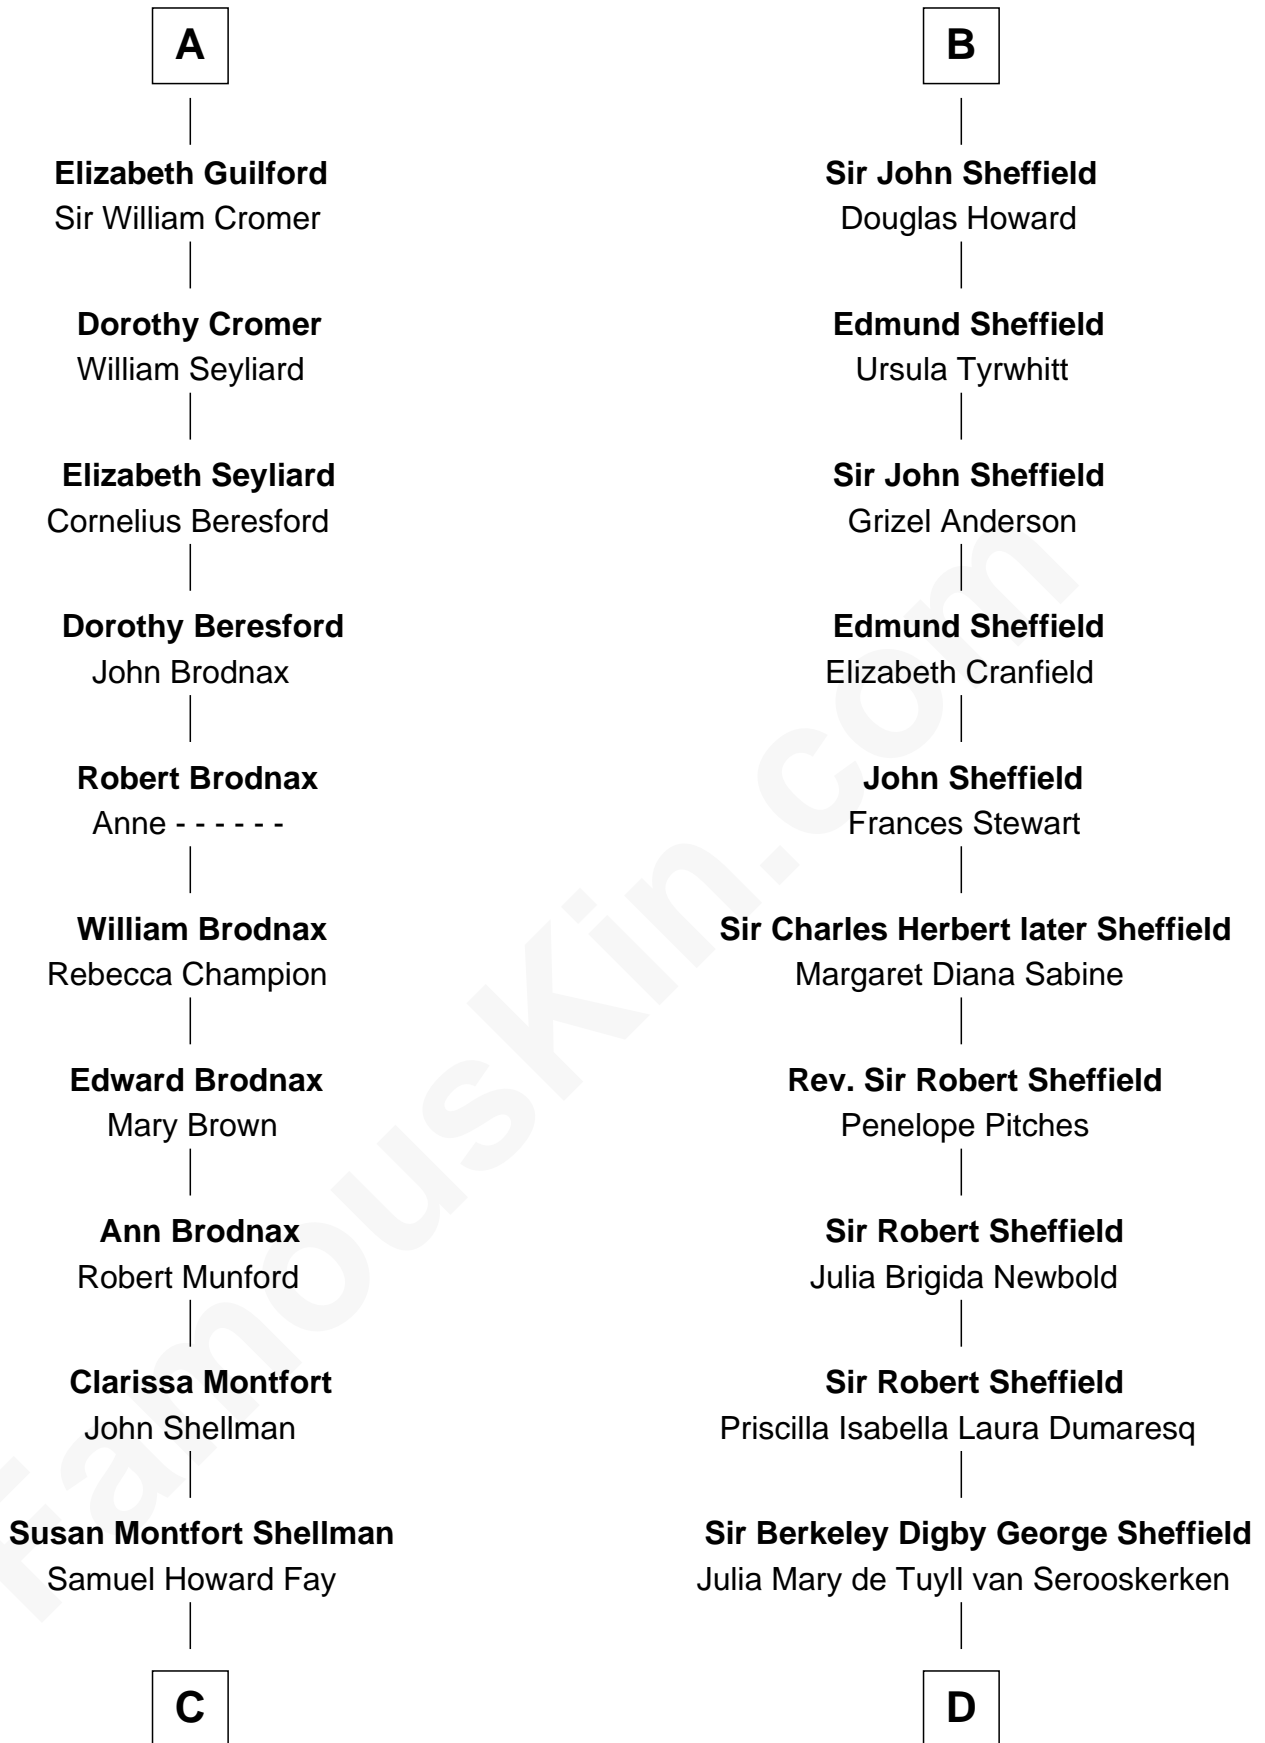 A
Elizabeth Guilford
Sir William Cromer
Dorothy Cromer
William Seyliard
Elizabeth Seyliard
Cornelius Beresford
Dorothy Beresford
John Brodnax
Robert Brodnax
Anne - - - - - -
William Brodnax
Rebecca Champion
Edward Brodnax
Mary Brown
Ann Brodnax
Robert Munford
Clarissa Montfort
John Shellman
Susan Montfort Shellman
Samuel Howard Fay
C
B
Sir John Sheffield
Douglas Howard
Edmund Sheffield
Ursula Tyrwhitt
Sir John Sheffield
Grizel Anderson
Edmund Sheffield
Elizabeth Cranfield
John Sheffield
Frances Stewart
Sir Charles Herbert later Sheffield
Margaret Diana Sabine
Rev. Sir Robert Sheffield
Penelope Pitches
Sir Robert Sheffield
Julia Brigida Newbold
Sir Robert Sheffield
Priscilla Isabella Laura Dumaresq
Sir Berkeley Digby George Sheffield
Julia Mary de Tuyll van Serooskerken
D
FamousKin.com